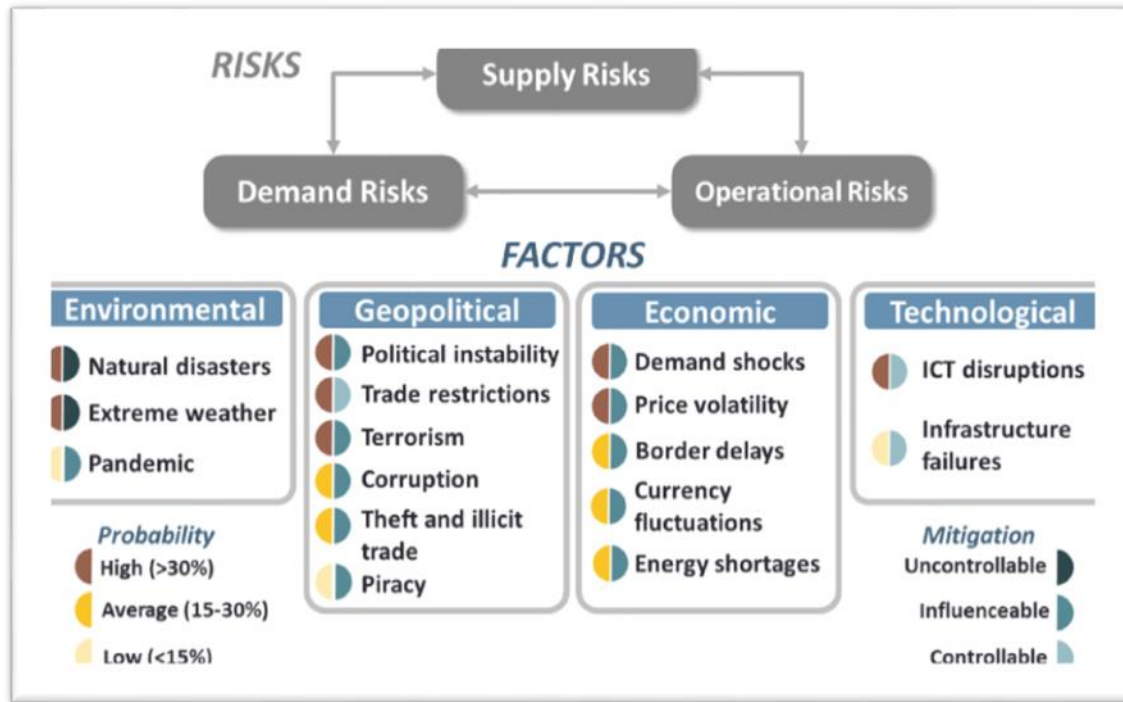 RISKS
Supply Risks
Demand Risks
Operational Risks
FACTORS
Environmental
Natural disasters
Extreme weather
Pandemic
Geopolitical
Political instability
Trade restrictions
Terrorism
Corruption
Theft and illicit
trade
Piracy
Economic
Demand shocks
Price volatility
Border delays
Currency
fluctuations
Energy shortages
Technological
ICT disruptions
Infrastructure
failures
Probability
High (>30%)
Average (15-30%)
Low (<15%)
Mitigation
Uncontrollable
Influenceable
Controllable